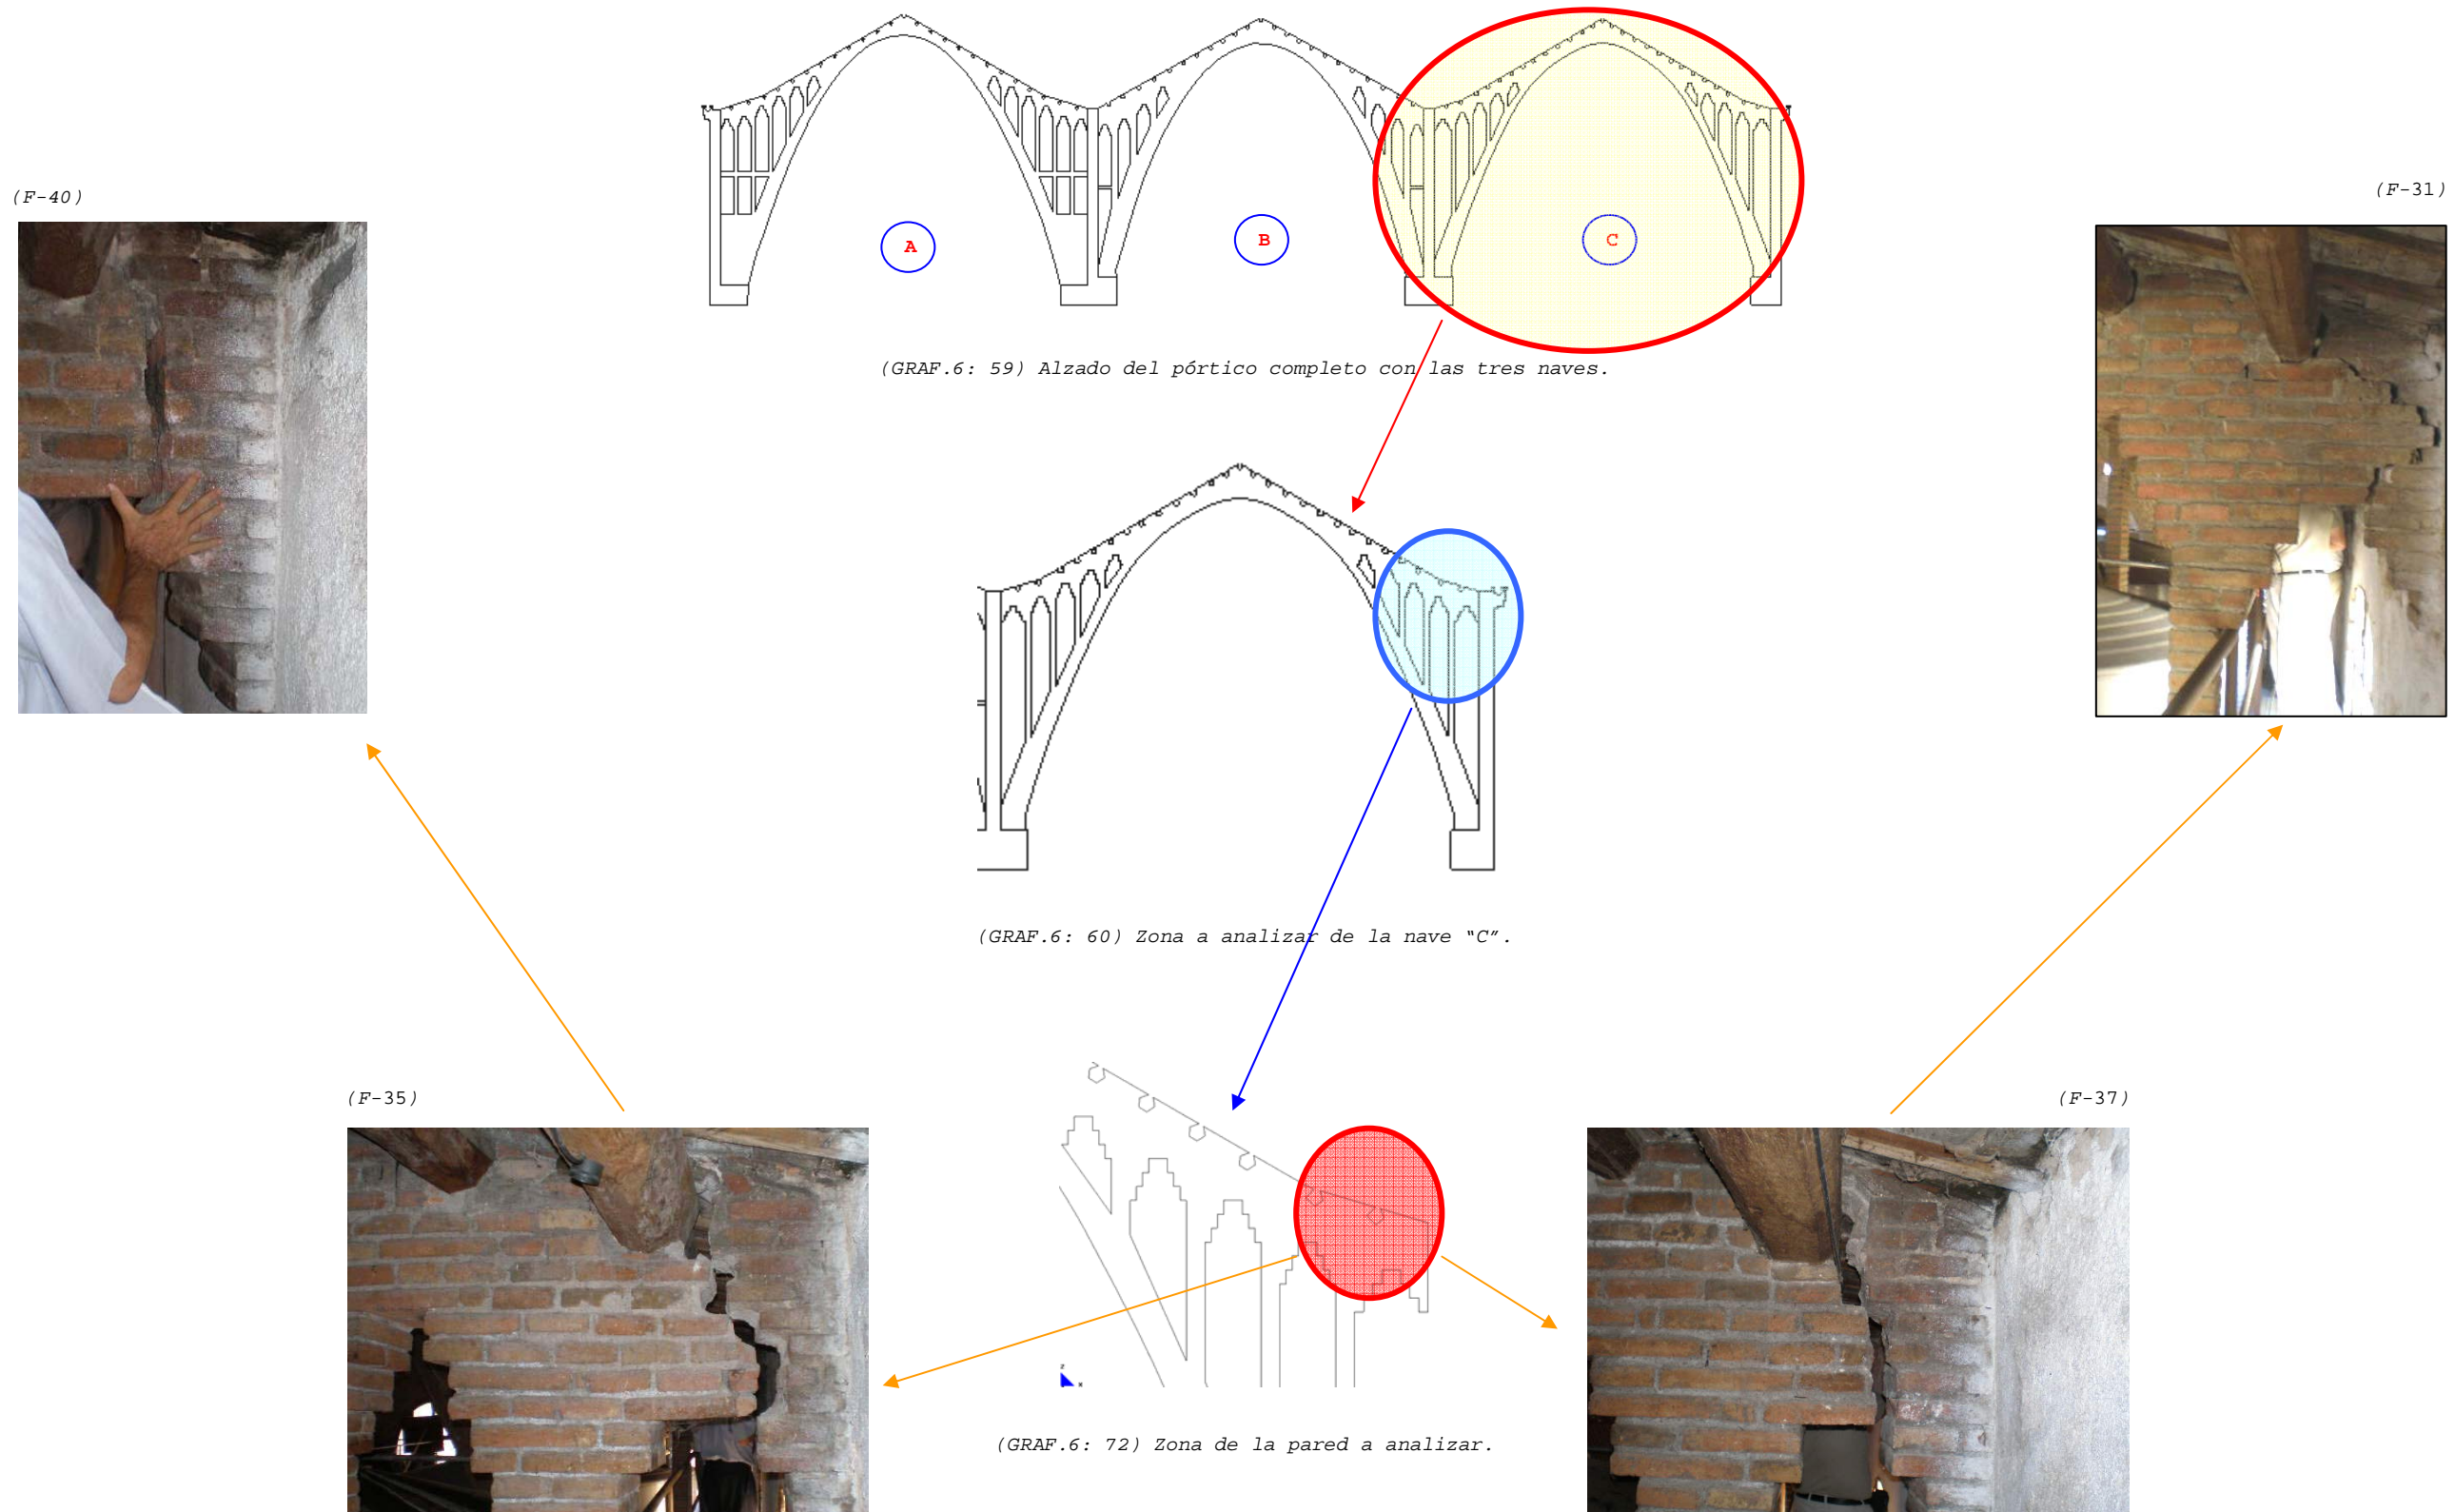 (F-40)
(F-31)
A
B
C
(GRAF.6: 59) Alzado del pórtico completo con las tres naves.
(GRAF.6: 60) Zona a analizar de la nave “C”.
(F-35)
(F-37)
z
x
(GRAF.6: 72) Zona de la pared a analizar.